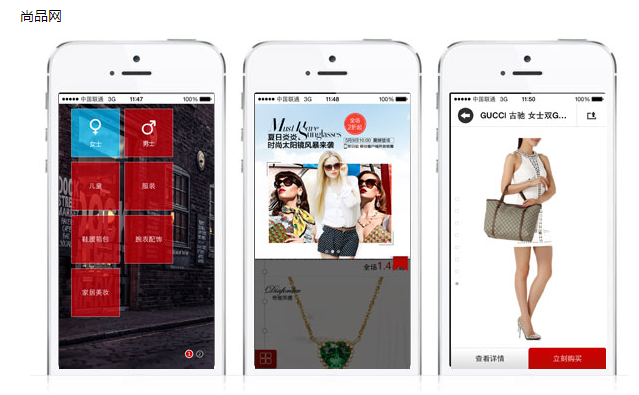 尚品网
中国联通 3G 11:47 100%
女士
男士
儿童
服装
鞋履箱包
腕表配饰
家居美妆
1 2
中国联通 3G 11:48 100%
Must Have
Sunglasses
夏日炎炎
时尚太阳镜风暴来袭
全场
2折起
全场1.4
Diaforever
中国联通 3G 11:50 100%
GUCCI 古驰 女士双G...
查看详情
立刻购买